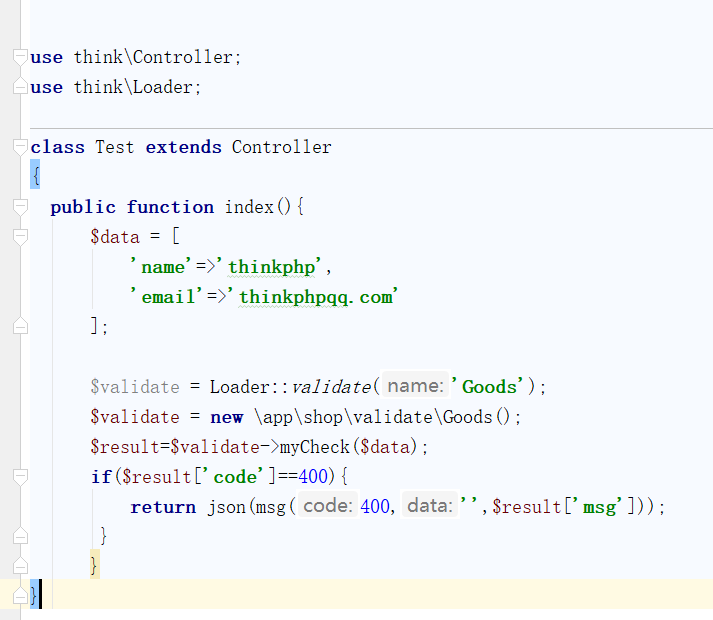 use think\Controller;
use think\Loader;
class Test extends Controller
{
public function index(){
$data = [
'name'=>'thinkphp',
'email'=>'thinkphpqq.com'
];
$validate = Loader::validate( name: 'Goods');
$validate = new \app\shop\validate\Goods();
$result=$validate->myCheck($data);
if($result['code']==400){
return json(msg( code: 400, data: '',$result['msg']));
}
}
}